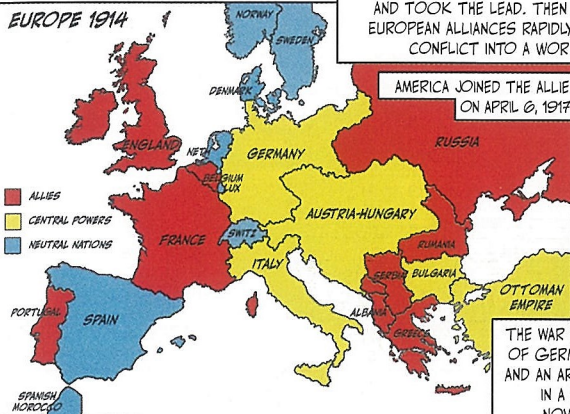 EUROPE 1914
AND TOOK THE LEAD. THEN
EUROPEAN ALLIANCES RAPIDLY
CONFLICT INTO A WOR
AMERICA JOINED THE ALLIE
ON APRIL 6, 1917
NORWAY
SWEDEN
DENMARK
ENGLAND
NET
BELGIUM
LUX
GERMANY
RUSSIA
ALLIES
CENTRAL POWERS
NEUTRAL NATIONS
FRANCE
SWITZ
AUSTRIA-HUNGARY
ITALY
RUMANIA
SERBIA
BULGARIA
ALBANIA
GREECE
OTTOMAN
EMPIRE
PORTUGAL
SPAIN
SPANISH
MOROCCO
THE WAR
OF GERM
AND AN AR
IN A
NOV